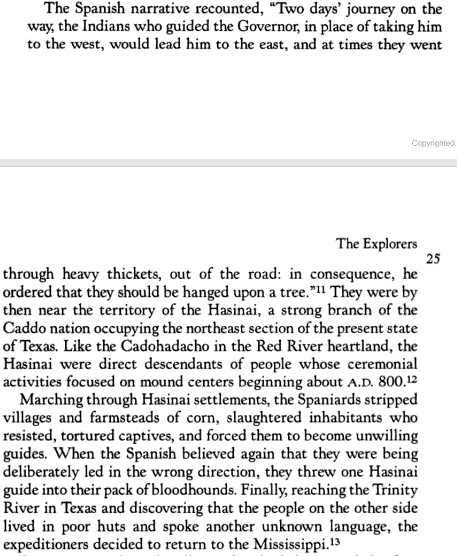 The Spanish narrative recounted, “Two days’ journey on the
way, the Indians who guided the Governor, in place of taking him
to the west, would lead him to the east, and at times they went
Copyrighted
The Explorers
25
through heavy thickets, out of the road: in consequence, he
ordered that they should be hanged upon a tree.”11 They were by
then near the territory of the Hasinai, a strong branch of the
Caddo nation occupying the northeast section of the present state
of Texas. Like the Cadohadacho in the Red River heartland, the
Hasinai were direct descendants of people whose ceremonial
activities focused on mound centers beginning about A.D. 800.12
Marching through Hasinai settlements, the Spaniards stripped
villages and farmsteads of corn, slaughtered inhabitants who
resisted, tortured captives, and forced them to become unwilling
guides. When the Spanish believed again that they were being
deliberately led in the wrong direction, they threw one Hasinai
guide into their pack of bloodhounds. Finally, reaching the Trinity
River in Texas and discovering that the people on the other side
lived in poor huts and spoke another unknown language, the
expeditioners decided to return to the Mississippi.13